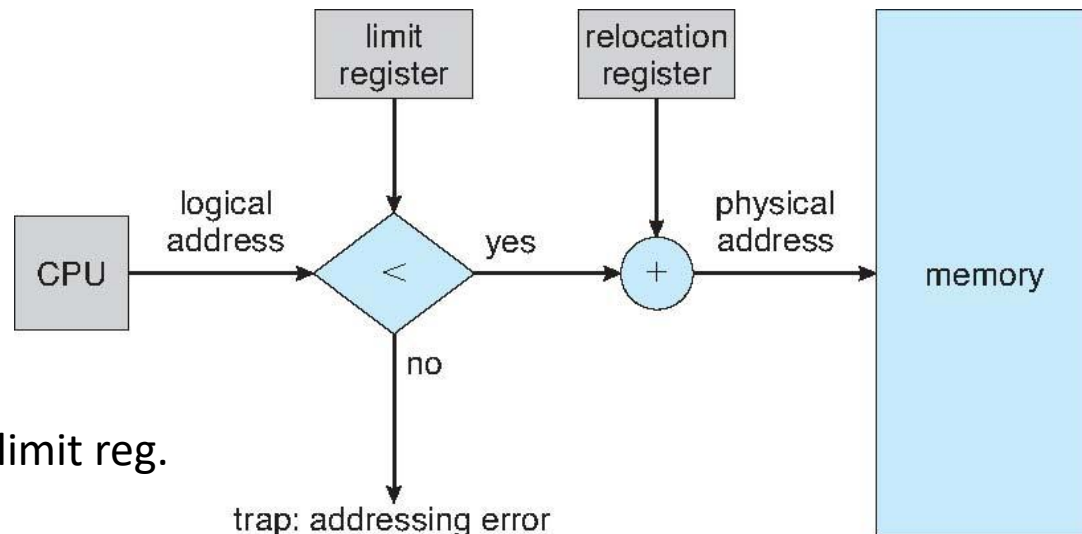 limit
register
relocation
register
logical
address
physical
address
CPU
<
yes
+
memory
no
limit reg.
trap: addressing error